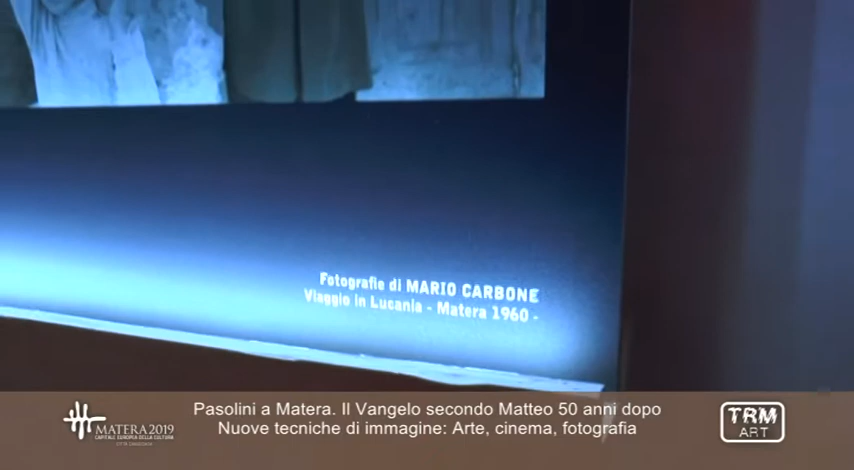 Fotografie di MARIO CARBONE
Viaggio in Lucania - Matera 1960 -
Pasolini a Matera. Il Vangelo secondo Matteo 50 anni dopo
Nuove tecniche di immagine: Arte, cinema, fotografia
MATERA 2019
CAPITALE EUROPEA DELLA CULTURA
TRM
ART